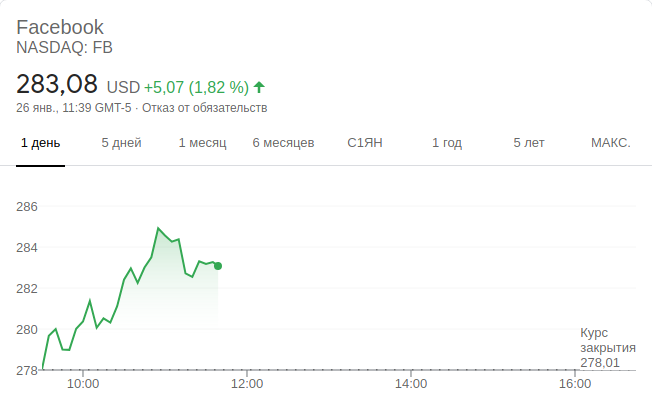 Facebook
NASDAQ: FB
283,08 USD +5,07 (1,82 %)
26 янв., 11:39 GMT-5 · Отказ от обязательств
1 день 5 дней 1 месяц 6 месяцев С1ЯН 1 год 5 лет МАКС.
286
284
282
280
278
Курс
закрытия
278,01
10:00 12:00 14:00 16:00